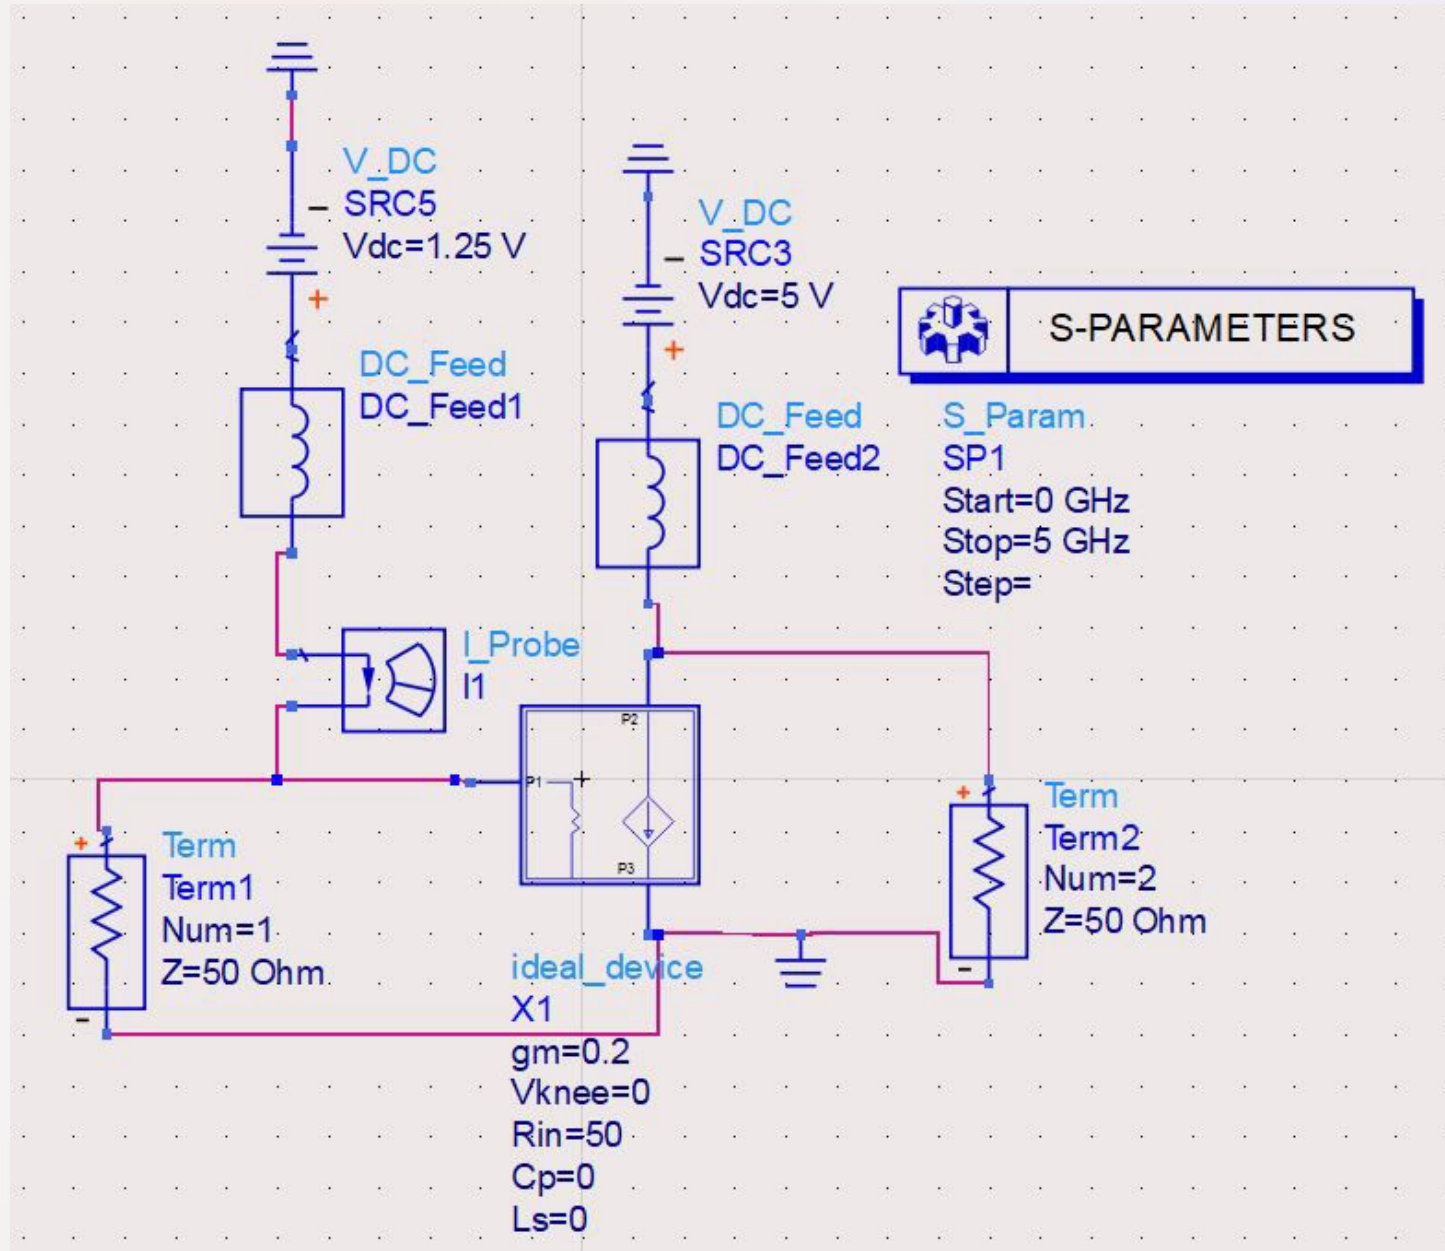 V_DC
SRC5
Vdc=1.25 V
V_DC
SRC3
Vdc=5 V
S-PARAMETERS
DC_Feed
DC_Feed1
DC_Feed
DC_Feed2
S_Param
SP1
Start=0 GHz
Stop=5 GHz
Step=
I_Probe
I1
P2
P1
P3
Term
Term1
Num=1
Z=50 Ohm
Term
Term2
Num=2
Z=50 Ohm
ideal_device
X1
gm=0.2
Vknee=0
Rin=50
Cp=0
Ls=0